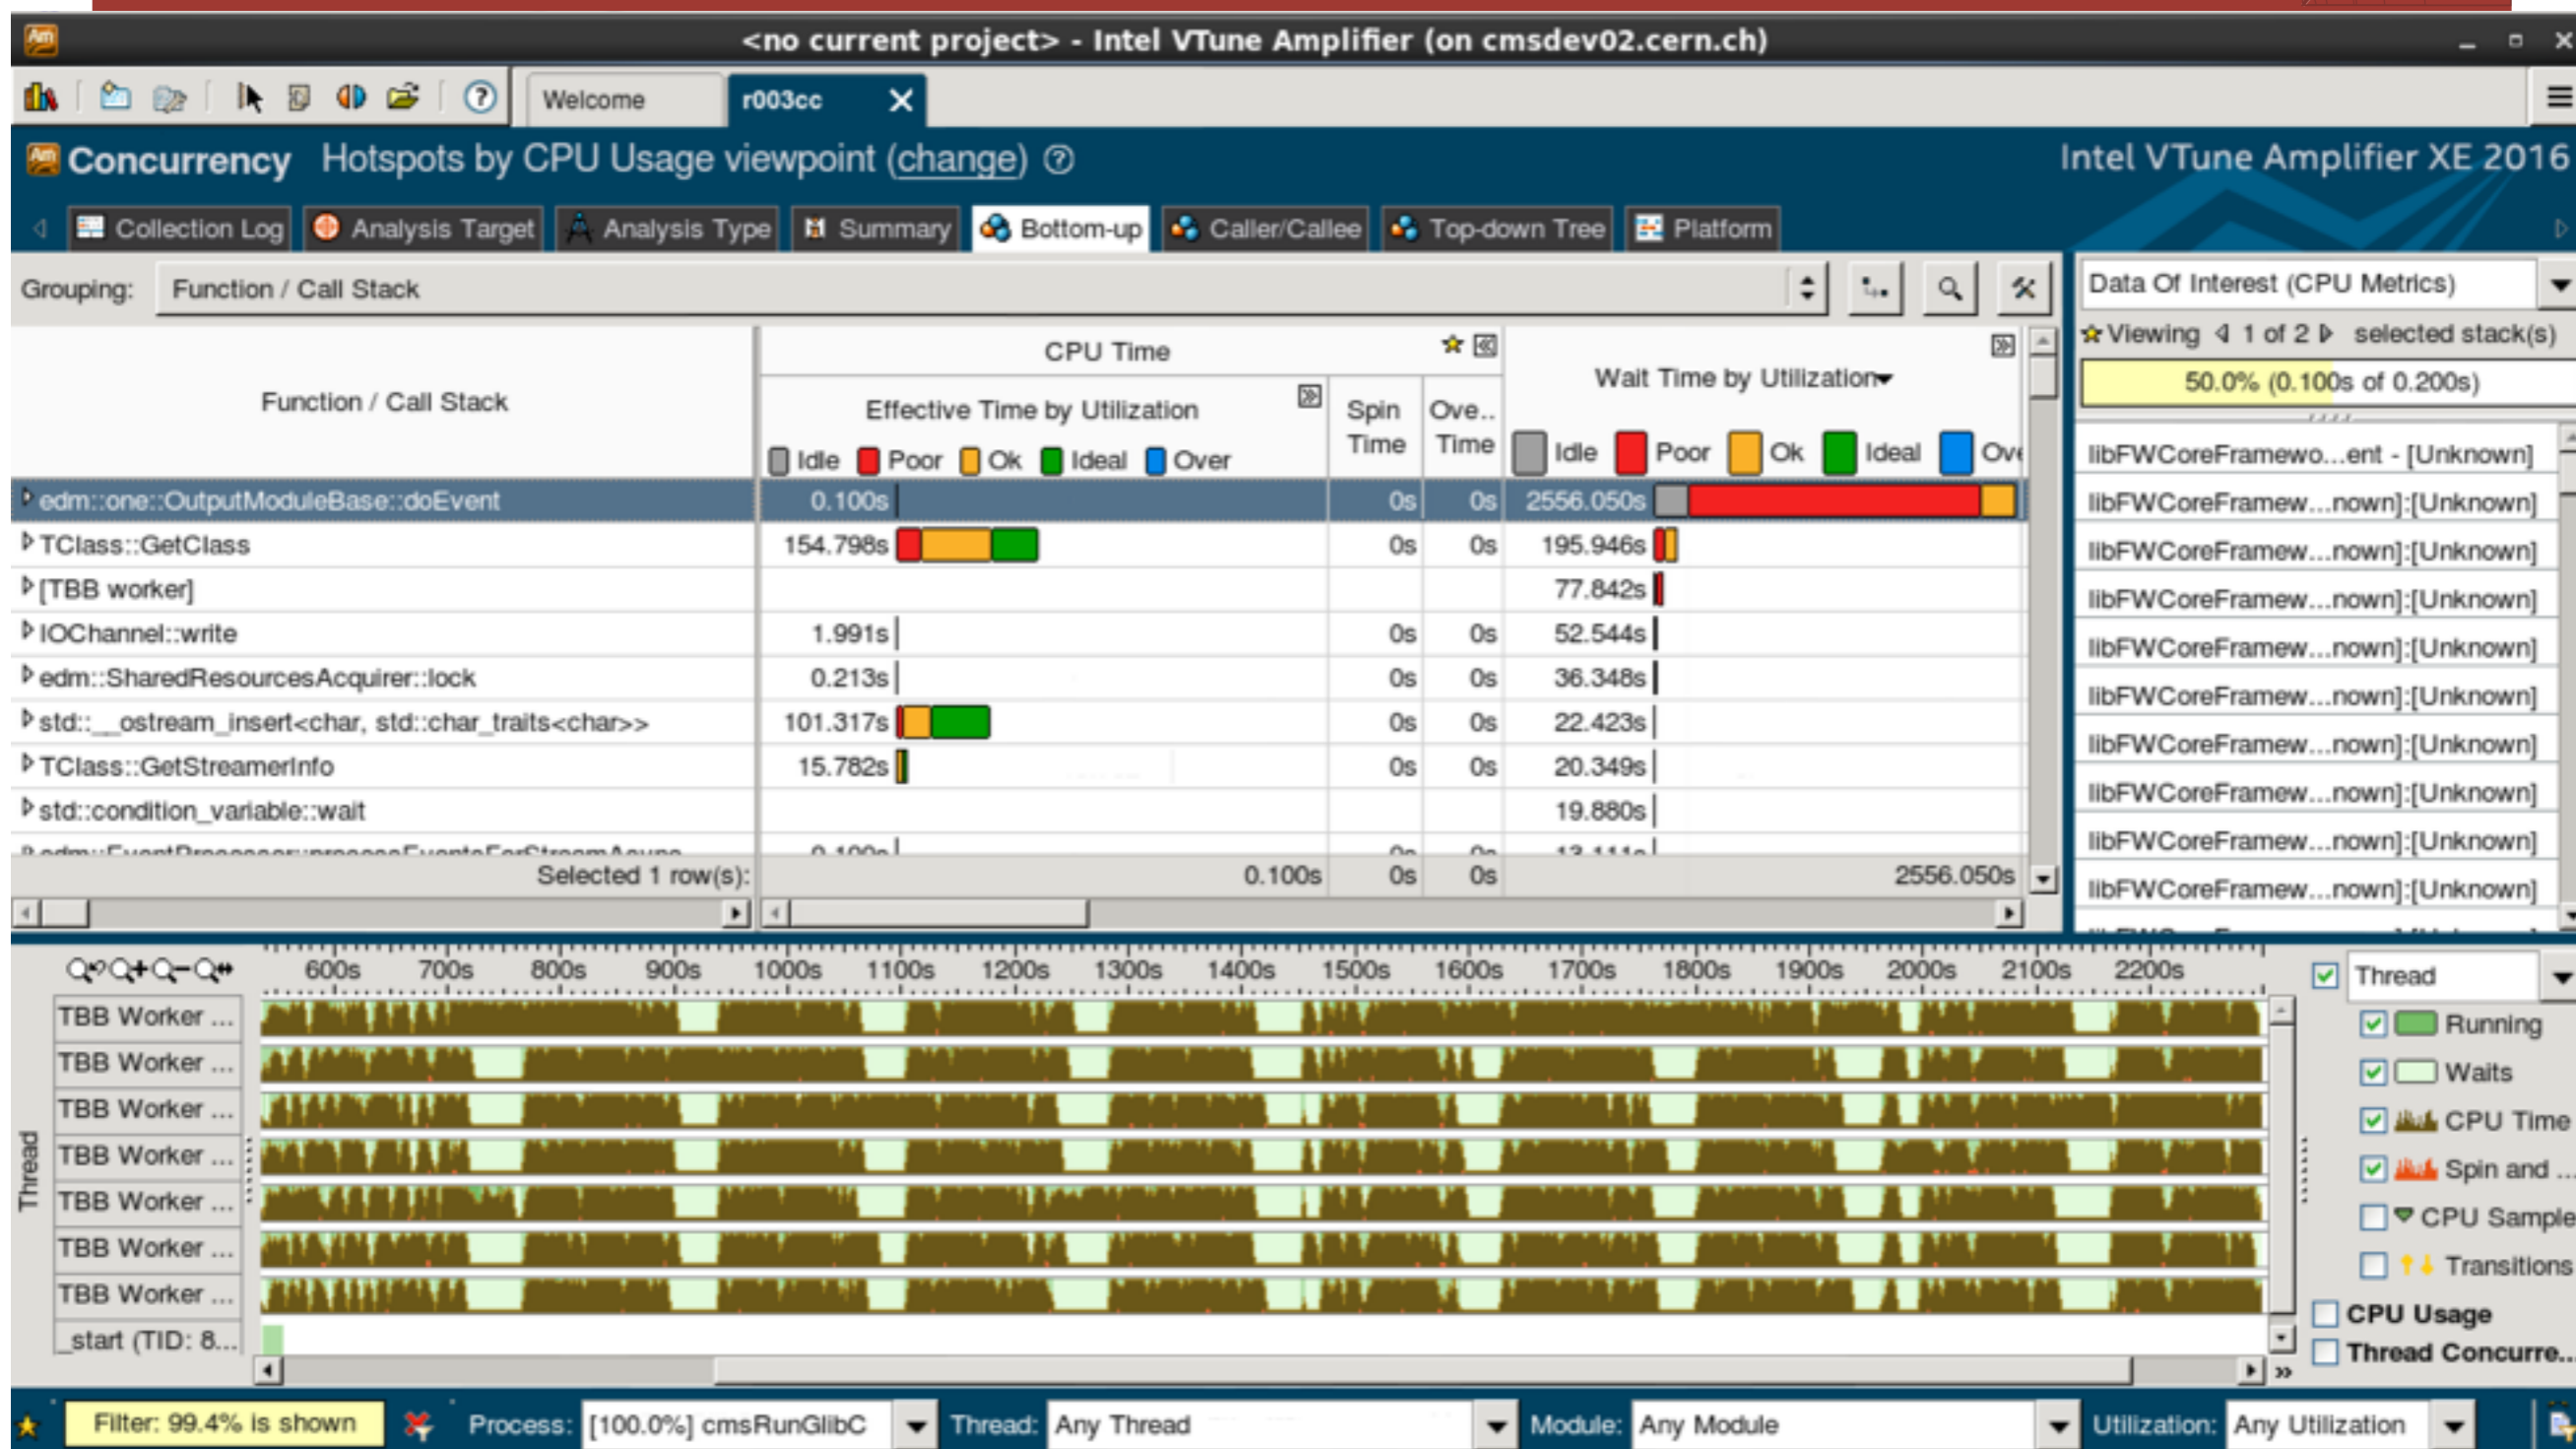 <no current project> - Intel VTune Amplifier (on cmsdev02.cern.ch)
Welcome r003cc
Concurrency Hotspots by CPU Usage viewpoint (change) Intel VTune Amplifier XE 2016
Collection Log Analysis Target Analysis Type Summary Bottom-up Caller/Callee Top-down Tree Platform
Grouping: Function / Call Stack
Data Of Interest (CPU Metrics)
Viewing 1 of 2 selected stack(s)
50.0% (0.100s of 0.200s)
Function / Call Stack
CPU Time
Wait Time by Utilization
Effective Time by Utilization
Spin Time
Ove.. Time
Idle Poor Ok Ideal Over
Idle Poor Ok Ideal Ove
edm::one::OutputModuleBase::doEvent 0.100s 0s 0s 2556.050s
TClass::GetClass 154.798s 0s 0s 195.946s
[TBB worker] 77.842s
IOChannel::write 1.991s 0s 0s 52.544s
edm::SharedResourcesAcquirer::lock 0.213s 0s 0s 36.348s
std::__ostream_insert<char, std::char_traits<char>> 101.317s 0s 0s 22.423s
TClass::GetStreamerInfo 15.782s 0s 0s 20.349s
std::condition_variable::wait 19.880s
edm::EventProcessor::processEventsForStreamAsync 0.100s 0s 0s 13.111s
Selected 1 row(s): 0.100s 0s 0s 2556.050s
libFWCoreFramewo...ent - [Unknown]
libFWCoreFramew...nown]:[Unknown]
libFWCoreFramew...nown]:[Unknown]
libFWCoreFramew...nown]:[Unknown]
libFWCoreFramew...nown]:[Unknown]
libFWCoreFramew...nown]:[Unknown]
libFWCoreFramew...nown]:[Unknown]
libFWCoreFramew...nown]:[Unknown]
libFWCoreFramew...nown]:[Unknown]
libFWCoreFramew...nown]:[Unknown]
600s 700s 800s 900s 1000s 1100s 1200s 1300s 1400s 1500s 1600s 1700s 1800s 1900s 2000s 2100s 2200s
Thread
TBB Worker ...
TBB Worker ...
TBB Worker ...
TBB Worker ...
TBB Worker ...
TBB Worker ...
TBB Worker ...
_start (TID: 8...
Thread
Running
Waits
CPU Time
Spin and ...
CPU Sample
Transitions
CPU Usage
Thread Concurre...
Filter: 99.4% is shown Process: [100.0%] cmsRunGlibC Thread: Any Thread Module: Any Module Utilization: Any Utilization